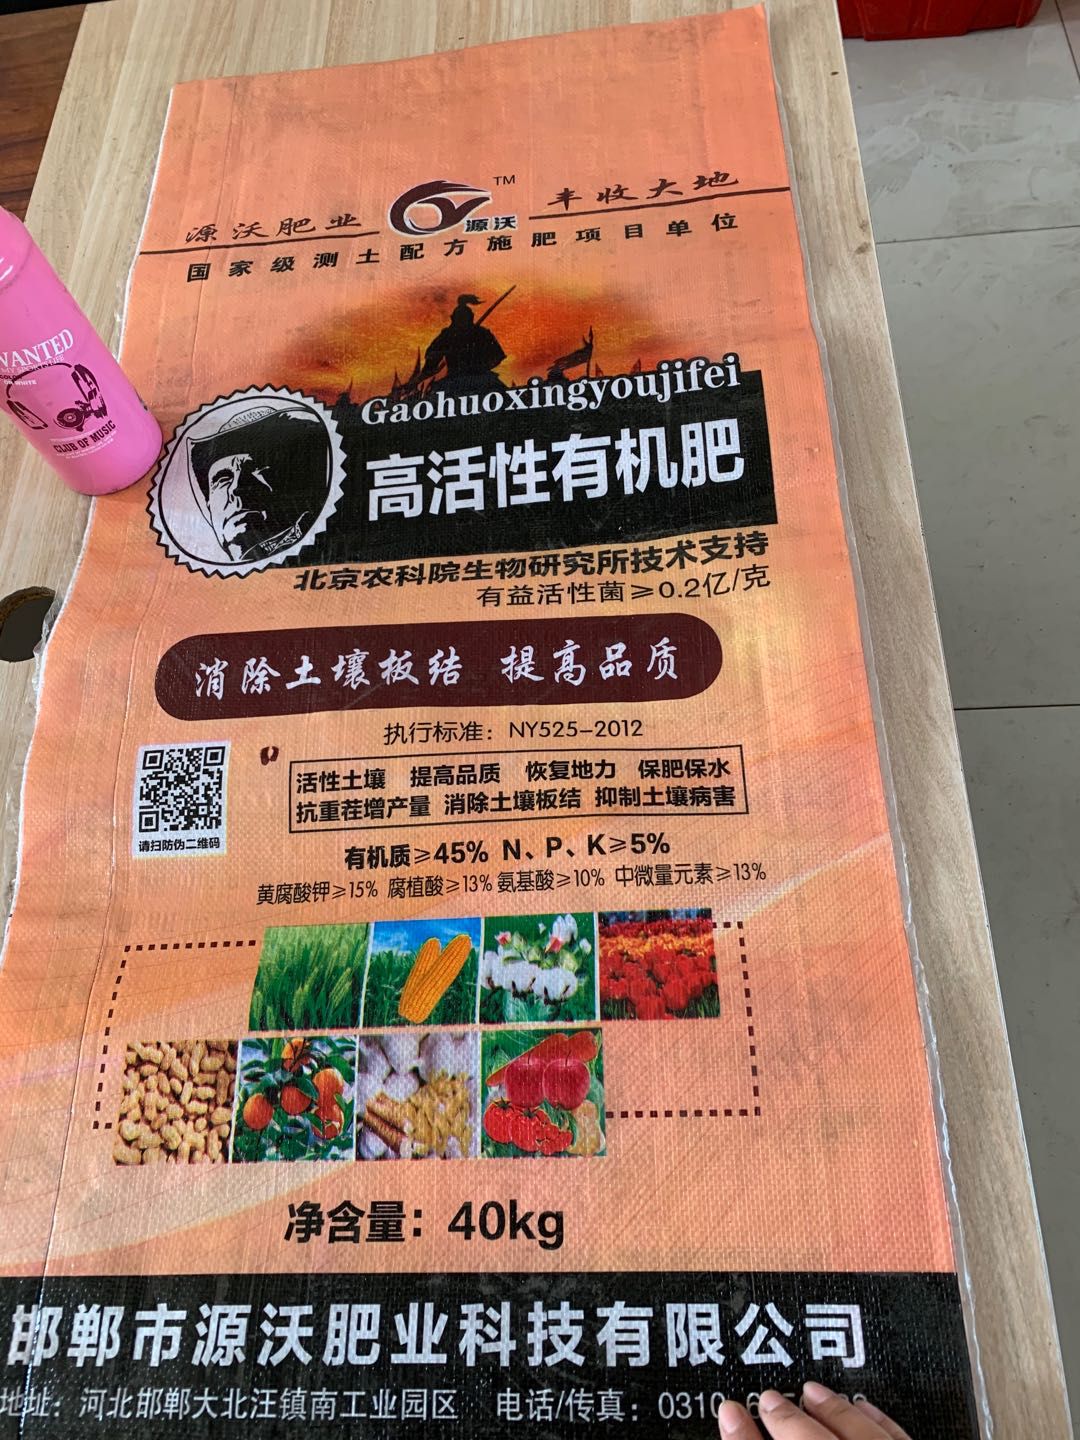 TM
源沃肥业
源沃
丰收大地
国家级测土配方施肥项目单位
Gaohuoxingyoujifei
高活性有机肥
北京农科院生物研究所技术支持
有益活性菌≥0.2亿/克
消除土壤板结 提高品质
执行标准：NY525-2012
活性土壤 提高品质 恢复地力 保肥保水
抗重茬增产量 消除土壤板结 抑制土壤病害
请扫防伪二维码
有机质≥45% N、P、K≥5%
黄腐酸钾≥15% 腐植酸≥13% 氨基酸≥10% 中微量元素≥13%
净含量：40kg
邯郸市源沃肥业科技有限公司
地址：河北邯郸大北汪镇南工业园区 电话/传真：0310
WANTED
MY SPORTS LIFE
COLOR
ON WHITE
CLUB OF MUSIC